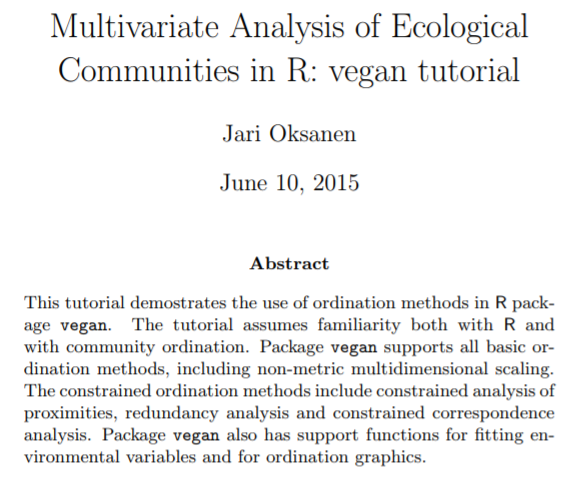 Multivariate Analysis of Ecological
Communities in R: vegan tutorial
Jari Oksanen
June 10, 2015
Abstract
This tutorial demostrates the use of ordination methods in R pack-
age vegan. The tutorial assumes familiarity both with R and
with community ordination. Package vegan supports all basic or-
dination methods, including non-metric multidimensional scaling.
The constrained ordination methods include constrained analysis of
proximities, redundancy analysis and constrained correspondence
analysis. Package vegan also has support functions for fitting en-
vironmental variables and for ordination graphics.